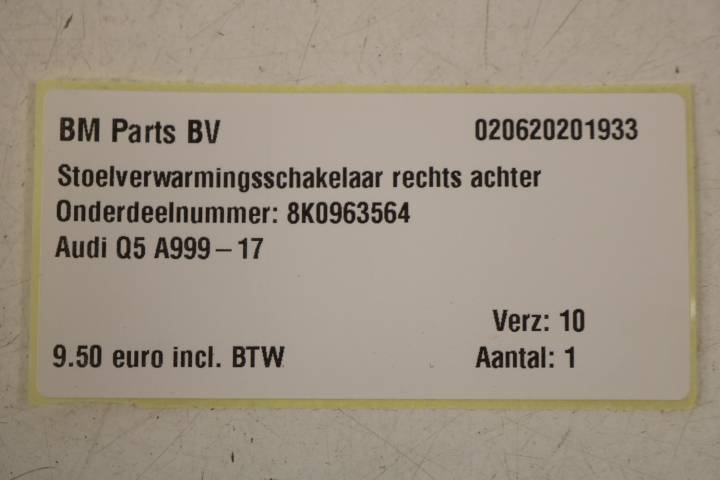 BM Parts BV 020620201933
Stoelverwarmingsschakelaar rechts achter
Onderdeelnummer: 8K0963564
Audi Q5 A999 – 17
Verz: 10
9.50 euro incl. BTW Aantal: 1